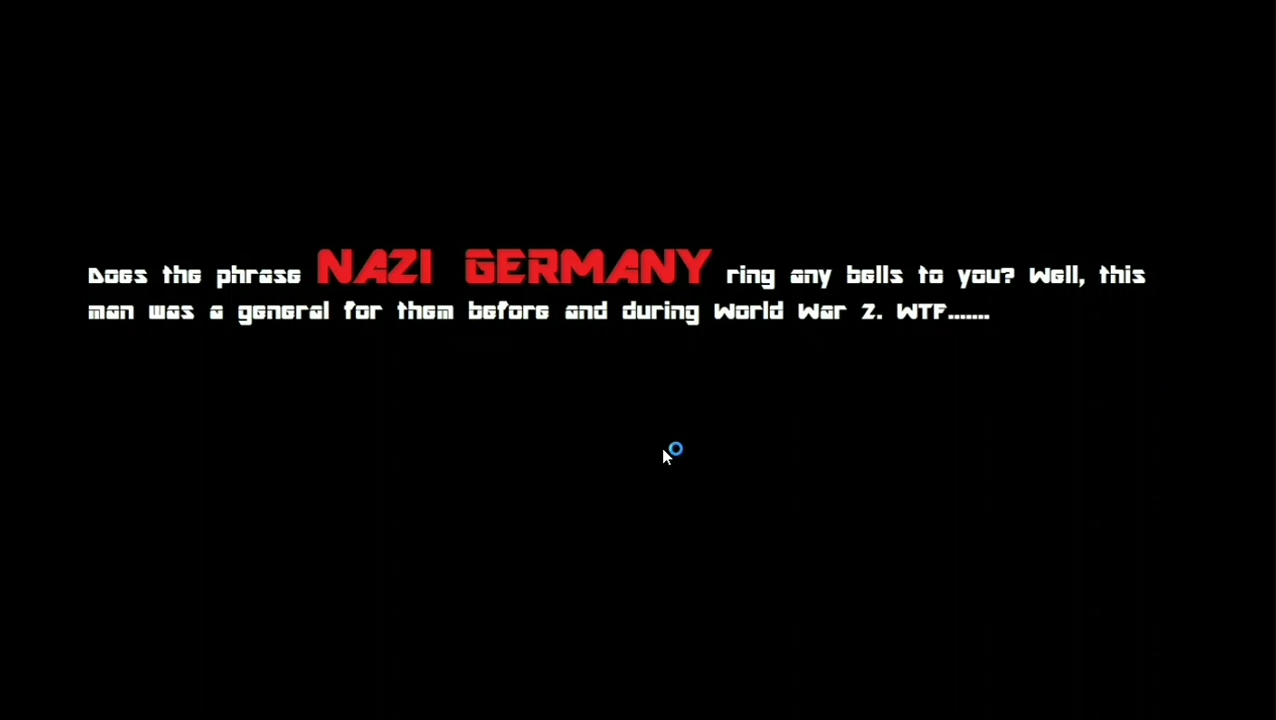 Does the phrase NAZI GERMANY ring any bells to you? Well, this
man was a general for them before and during World War 2. WTF.......